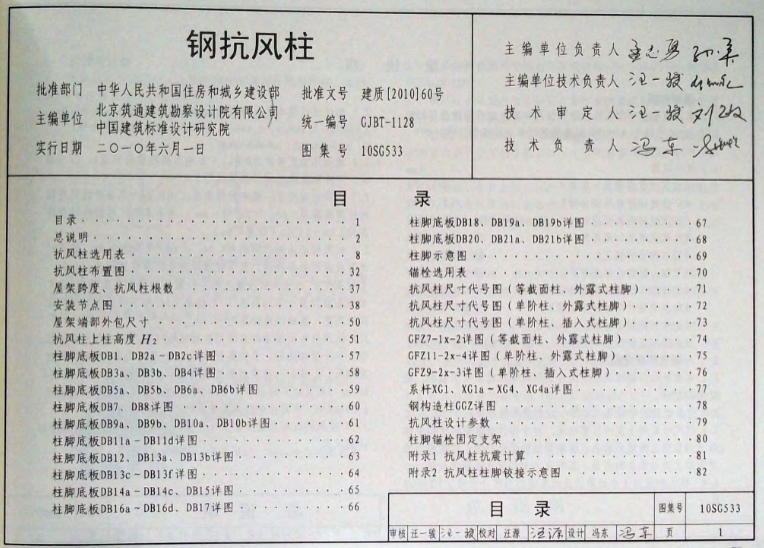 钢抗风柱
批准部门 中华人民共和国住房和城乡建设部 批准文号 建质[2010]60号
主编单位 北京筑通建筑勘察设计院有限公司
中国建筑标准设计研究院 统一编号 GJBT-1128
实行日期 二○一○年六月一日 图集号 10SG533
主编单位负责人
主编单位技术负责人 汪一骏
技术审定人 汪一骏
技术负责人 冯东
目录
目录 1
总说明 2
抗风柱选用表 8
抗风柱布置图 32
屋架跨度、抗风柱根数 37
安装节点图 38
屋架端部外包尺寸 50
抗风柱上柱高度 H2 51
柱脚底板DB1、DB2a~DB2c详图 57
柱脚底板DB3a、DB3b、DB4详图 58
柱脚底板DB5a、DB5b、DB6a、DB6b详图 59
柱脚底板DB7、DB8详图 60
柱脚底板DB9a、DB9b、DB10a、DB10b详图 61
柱脚底板DB11a~DB11d详图 62
柱脚底板DB12、DB13a、DB13b详图 63
柱脚底板DB13c~DB13f详图 64
柱脚底板DB14a~DB14c、DB15详图 65
柱脚底板DB16a~DB16d、DB17详图 66
柱脚底板DB18、DB19a、DB19b详图 67
柱脚底板DB20、DB21a、DB21b详图 68
柱脚示意图 69
锚栓选用表 70
抗风柱尺寸代号图(等截面柱、外露式柱脚) 71
抗风柱尺寸代号图(单阶柱、外露式柱脚) 72
抗风柱尺寸代号图(单阶柱、插入式柱脚) 73
GFZ7-1x-2详图(等截面柱、外露式柱脚) 74
GFZ11-2x-4详图(单阶柱、外露式柱脚) 75
GFZ9-2x-3详图(单阶柱、插入式柱脚) 76
系杆XG1、XG1a~XG4、XG4a详图 77
钢构造柱GGZ详图 78
抗风柱设计参数 79
柱脚锚栓固定支架 80
附录1 抗风柱抗震计算 81
附录2 抗风柱柱脚铰接示意图 82
目录 图集号 10SG533
审核 汪一骏 汪一骏 校对 汪源 汪源 设计 冯东 冯东 页 1